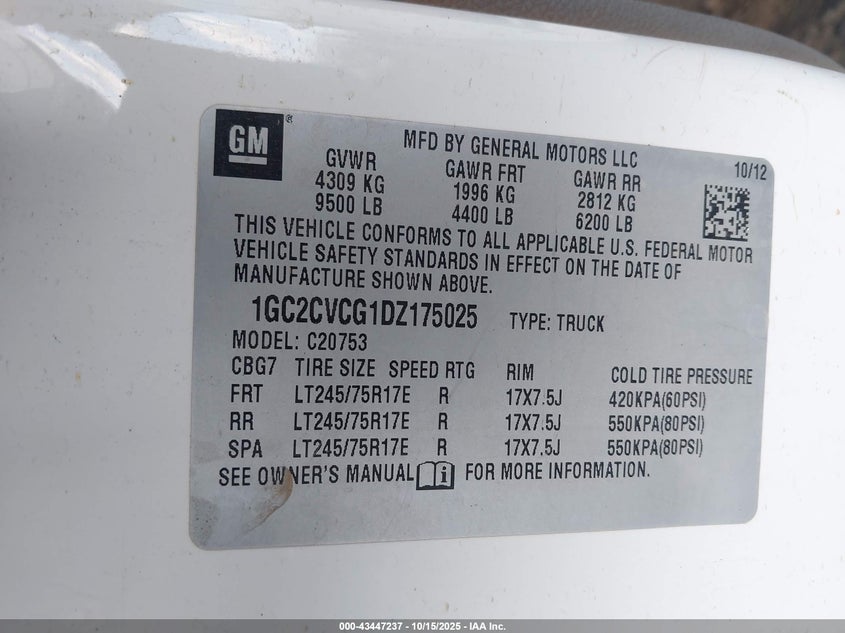 GM ®
MFD BY GENERAL MOTORS LLC
10/12
GVWR GAWR FRT GAWR RR
4309 KG 1996 KG 2812 KG
9500 LB 4400 LB 6200 LB
THIS VEHICLE CONFORMS TO ALL APPLICABLE U.S. FEDERAL MOTOR
VEHICLE SAFETY STANDARDS IN EFFECT ON THE DATE OF
MANUFACTURE SHOWN ABOVE.
1GC2CVCG1DZ175025 TYPE: TRUCK
MODEL: C20753
CBG7 TIRE SIZE SPEED RTG RIM COLD TIRE PRESSURE
FRT LT245/75R17E R 17X7.5J 420KPA(60PSI)
RR LT245/75R17E R 17X7.5J 550KPA(80PSI)
SPA LT245/75R17E R 17X7.5J 550KPA(80PSI)
SEE OWNER'S MANUAL i FOR MORE INFORMATION.
000-43447237 - 10/15/2025 - IAA Inc.